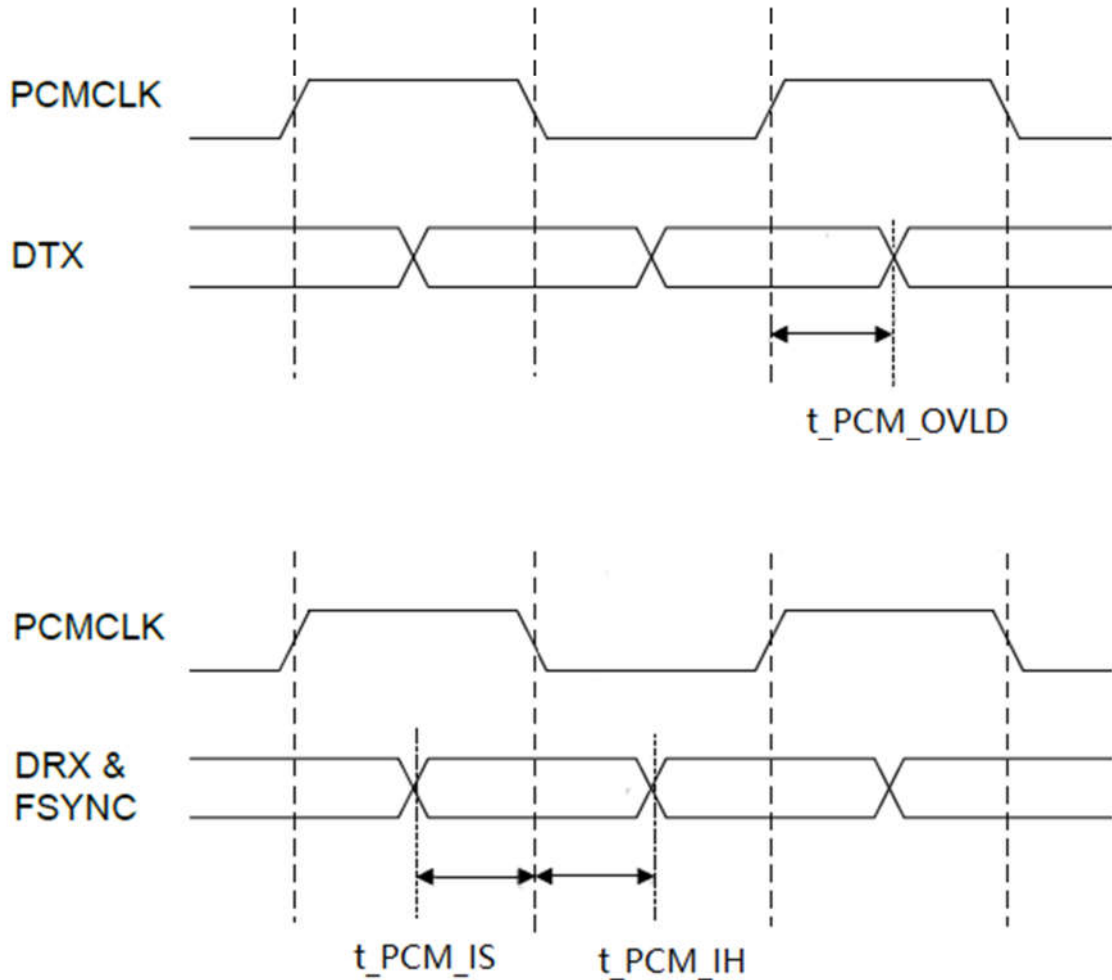 PCMCLK
DTX
t_PCM_OVLD
PCMCLK
DRX &
FSYNC
t_PCM_IS
t_PCM_IH